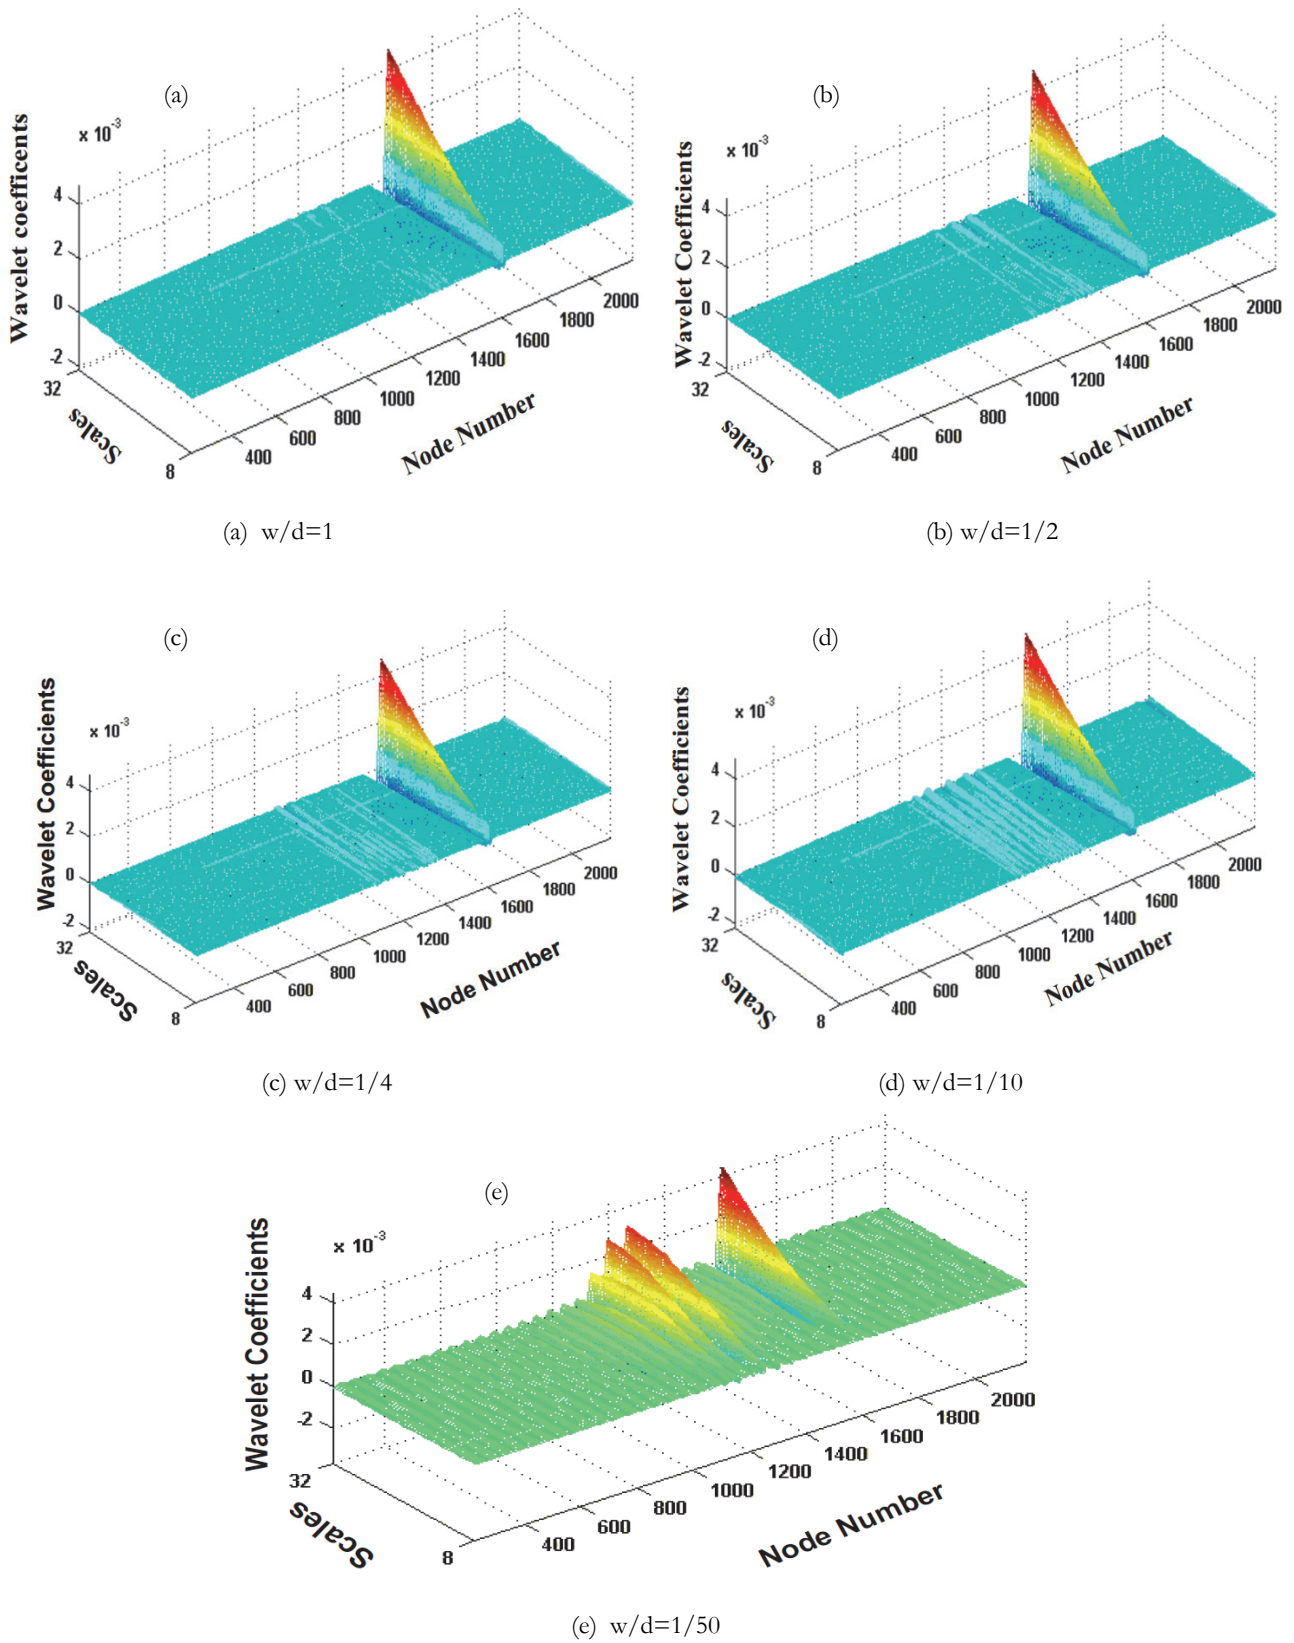 (a)
Wavelet coefficents
x 10-3
4
2
0
-2
32
8
Scales
400
600
800
1000
1200
1400
1600
1800
2000
Node Number
(a) w/d=1
(b)
Wavelet Coefficients
x 10-3
4
2
0
-2
32
8
Scales
400
600
800
1000
1200
1400
1600
1800
2000
Node Number
(b) w/d=1/2
(c)
Wavelet Coefficients
x 10-3
4
2
0
-2
32
8
Scales
400
600
800
1000
1200
1400
1600
1800
2000
Node Number
(c) w/d=1/4
(d)
Wavelet Coefficients
x 10-3
4
2
0
-2
32
8
Scales
400
600
800
1000
1200
1400
1600
1800
2000
Node Number
(d) w/d=1/10
(e)
Wavelet Coefficients
x 10-3
4
2
0
-2
32
8
Scales
400
600
800
1000
1200
1400
1600
1800
2000
Node Number
(e) w/d=1/50